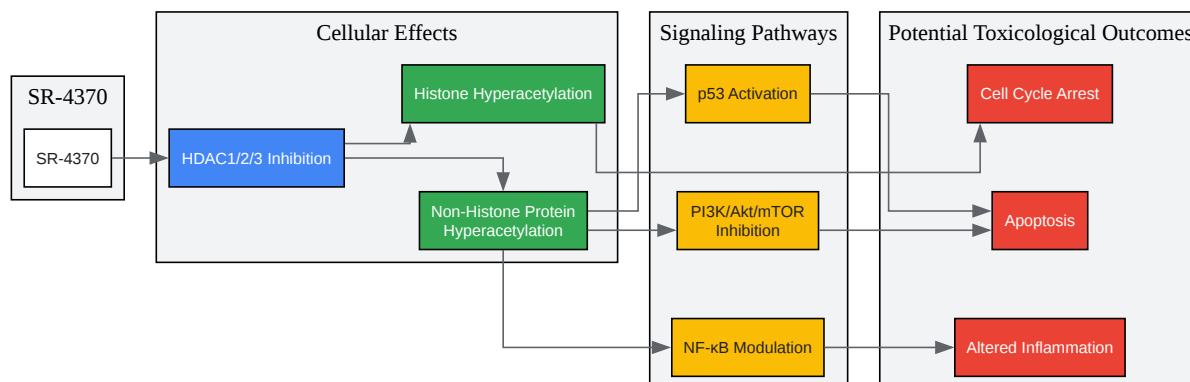 Cellular Effects
Signaling Pathways
Potential Toxicological Outcomes
SR-4370
SR-4370
HDAC1/2/3 Inhibition
Histone Hyperacetylation
Non-Histone Protein
Hyperacetylation
p53 Activation
PI3K/Akt/mTOR
Inhibition
NF-κB Modulation
Cell Cycle Arrest
Apoptosis
Altered Inflammation